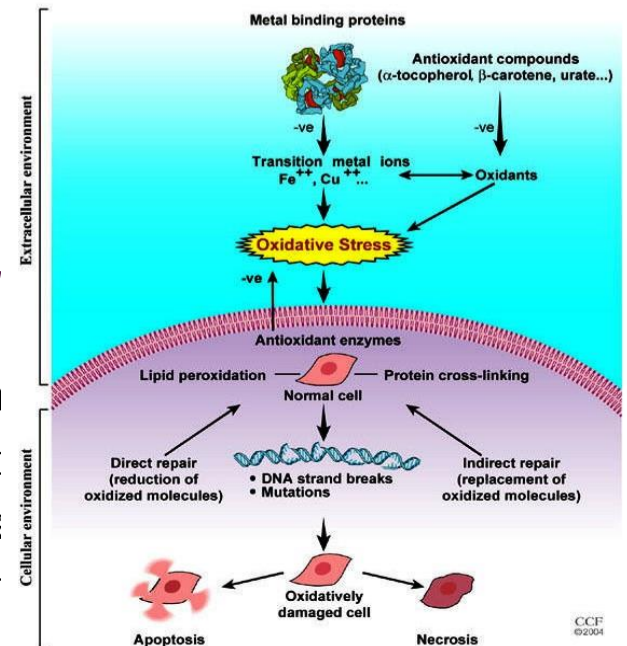 Metal binding proteins
Antioxidant compounds
(α-tocopherol, β-carotene, urate...)
-ve
-ve
Transition metal ions
Fe++, Cu++...
Oxidants
Oxidative Stress
-ve
Antioxidant enzymes
Lipid peroxidation
Protein cross-linking
Normal cell
Direct repair
(reduction of
oxidized molecules)
• DNA strand breaks
• Mutations
Indirect repair
(replacement of
oxidized molecules)
Oxidatively
damaged cell
Apoptosis
Necrosis
Extracellular environment
Cellular environment
CCF
©2004